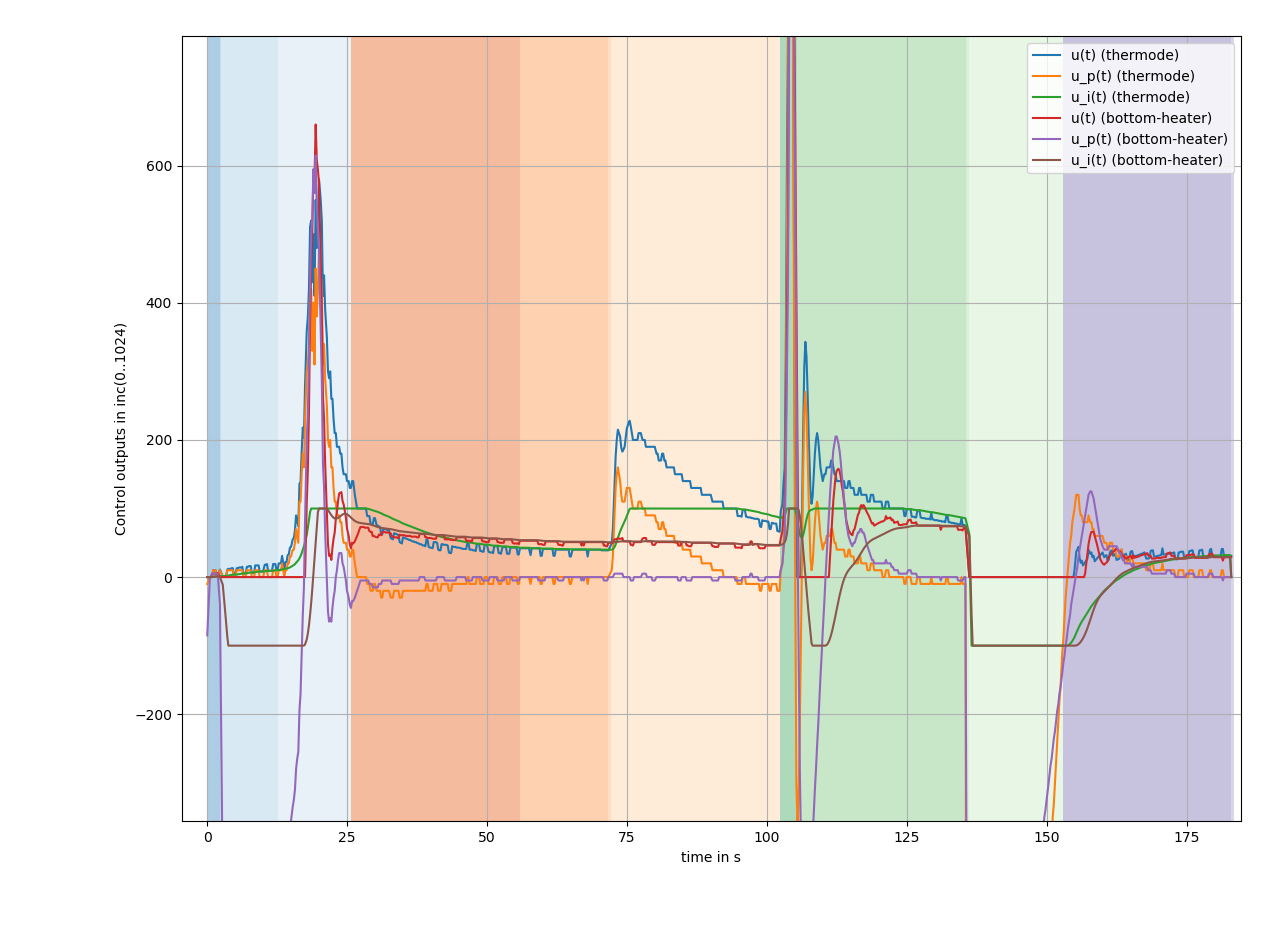 u(t) (thermode)
u_p(t) (thermode)
u_i(t) (thermode)
u(t) (bottom-heater)
u_p(t) (bottom-heater)
u_i(t) (bottom-heater)
Control outputs in inc(0..1024)
600
400
200
0
−200
0 25 50 75 100 125 150 175
time in s